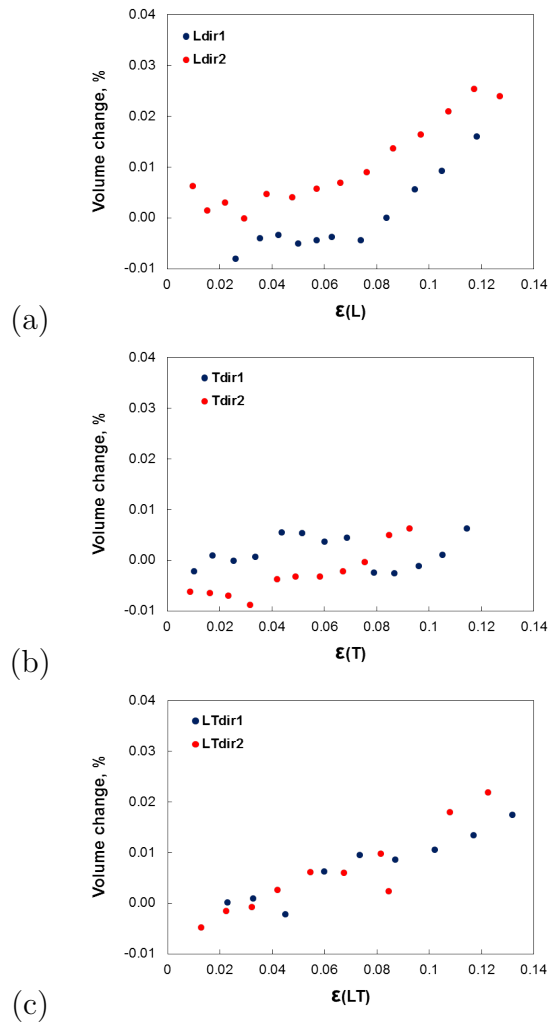 0.04
Ldir1
Ldir2
0.03
0.02
0.01
0.00
-0.01
Volume change, %
0 0.02 0.04 0.06 0.08 0.1 0.12 0.14
ε(L)
(a)
0.04
Tdir1
Tdir2
0.03
0.02
0.01
0.00
-0.01
Volume change, %
0 0.02 0.04 0.06 0.08 0.1 0.12 0.14
ε(T)
(b)
0.04
LTdir1
LTdir2
0.03
0.02
0.01
0.00
-0.01
Volume change, %
0 0.02 0.04 0.06 0.08 0.1 0.12 0.14
ε(LT)
(c)